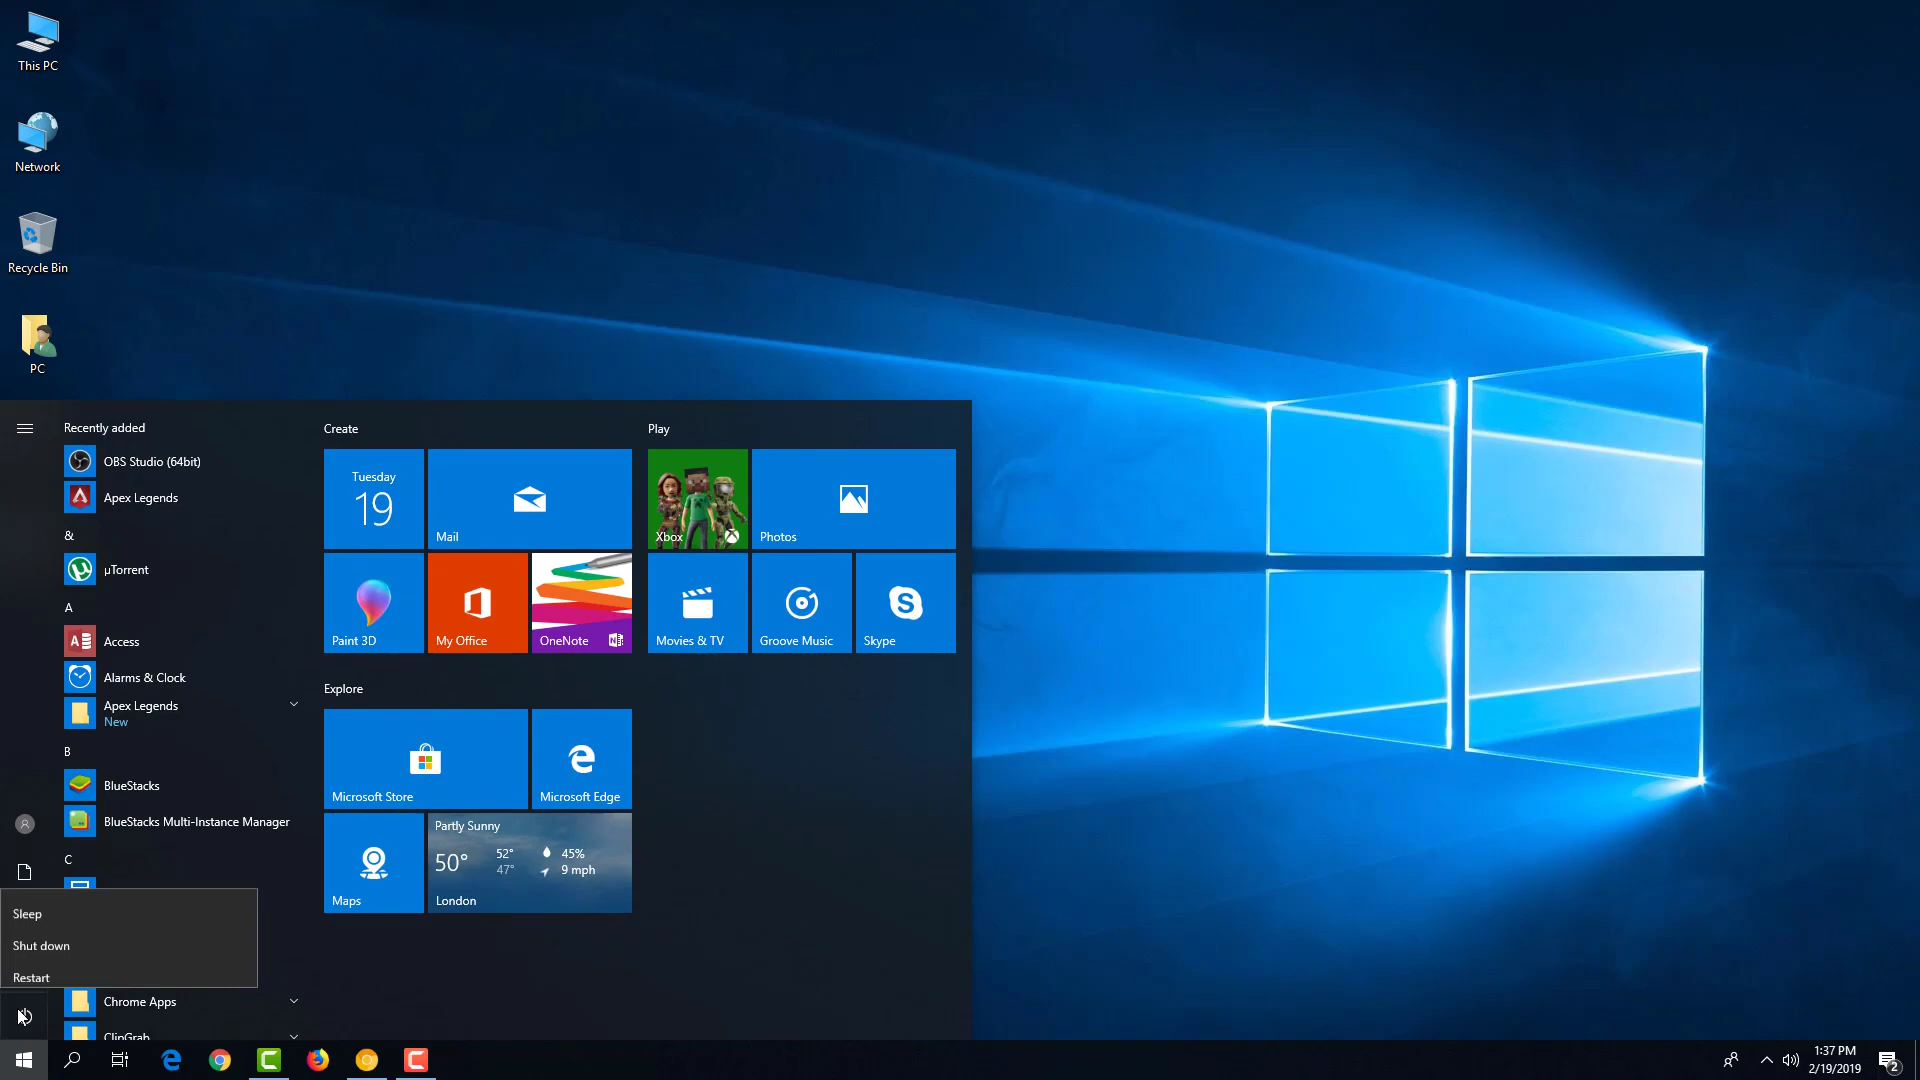 This PC
Network
Recycle Bin
PC
Recently added
OBS Studio (64bit)
Apex Legends
&
µTorrent
A
Access
Alarms & Clock
Apex Legends
New
B
BlueStacks
BlueStacks Multi-Instance Manager
C
Sleep
Shut down
Restart
Chrome Apps
ClipGrab
Create
Tuesday
19
Mail
Paint 3D
My Office
OneNote
Explore
Microsoft Store
Microsoft Edge
Maps
Partly Sunny
50° 52° 45%
47° 9 mph
London
Play
Xbox
Photos
Movies & TV
Groove Music
Skype
1:37 PM
2/19/2019
2